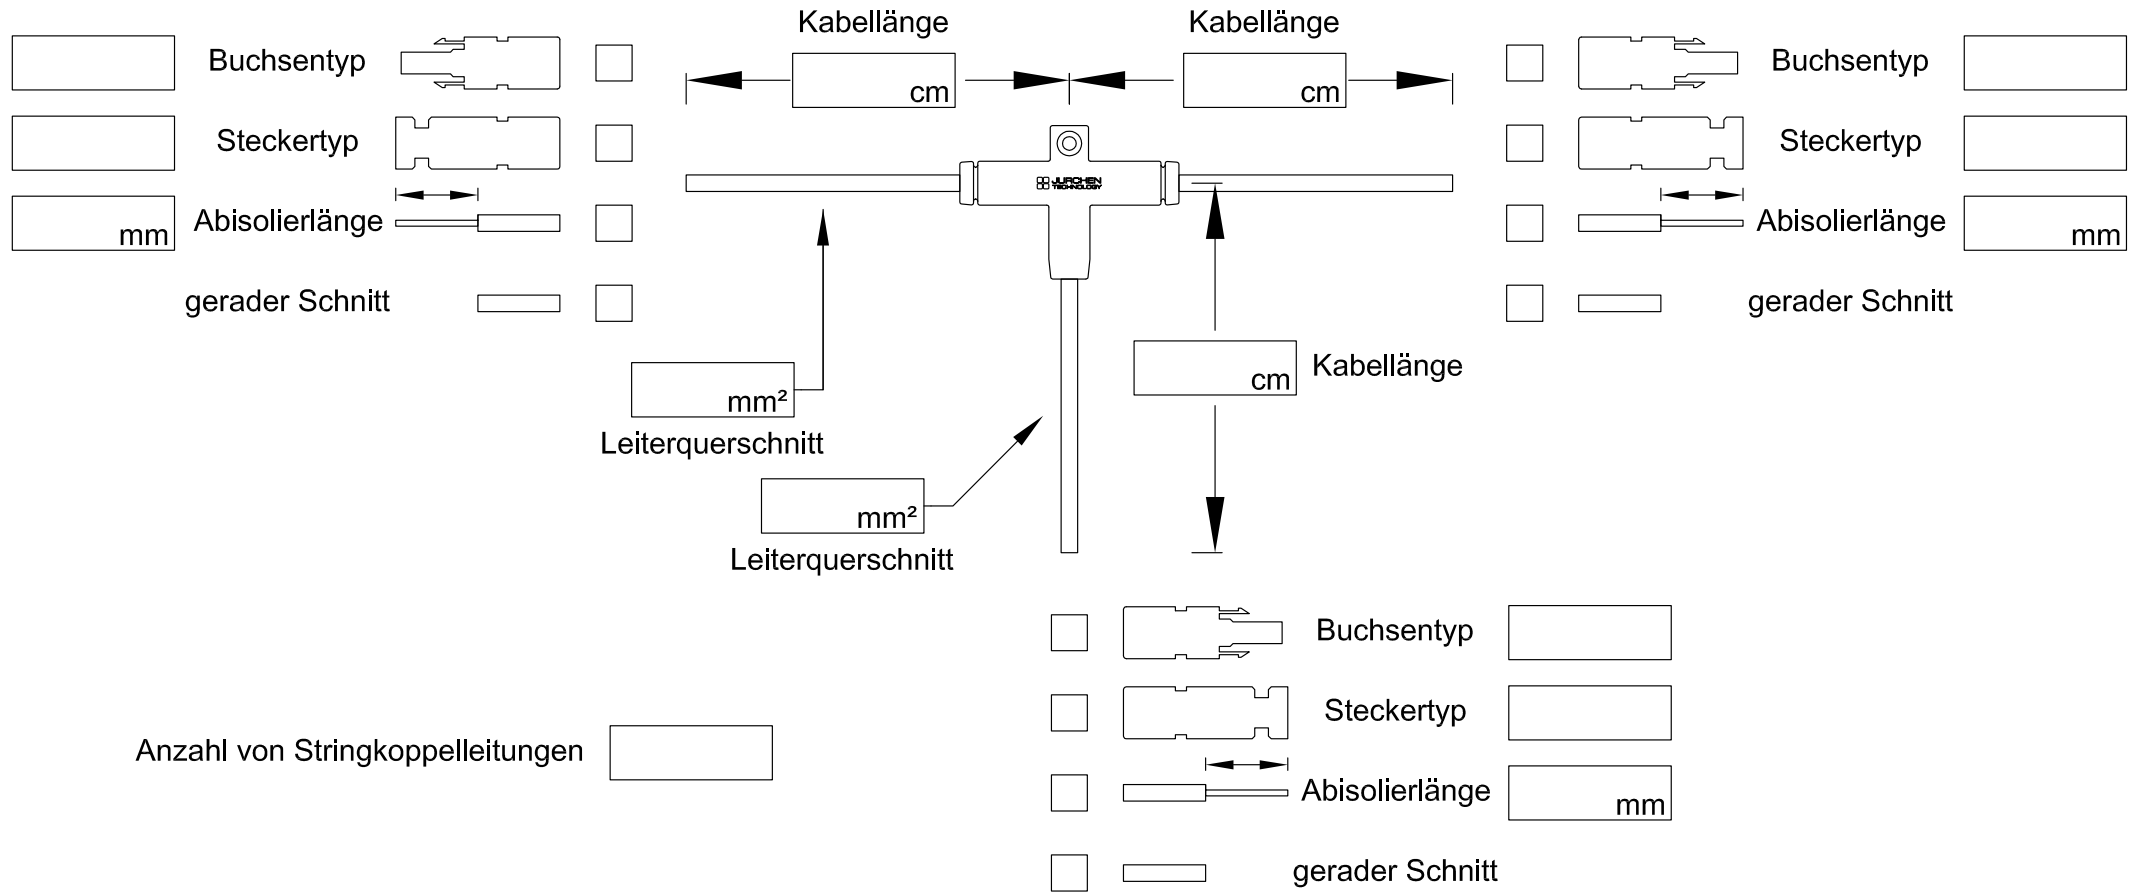 Kabellänge
cm
Kabellänge
cm
Buchsentyp
Steckertyp
Abisolierlänge
mm
gerader Schnitt
Buchsentyp
Steckertyp
Abisolierlänge
mm
gerader Schnitt
JURCHEN
TECHNOLOGY
cm
Kabellänge
mm²
Leiterquerschnitt
mm²
Leiterquerschnitt
Anzahl von Stringkoppelleitungen
Buchsentyp
Steckertyp
Abisolierlänge
mm
gerader Schnitt